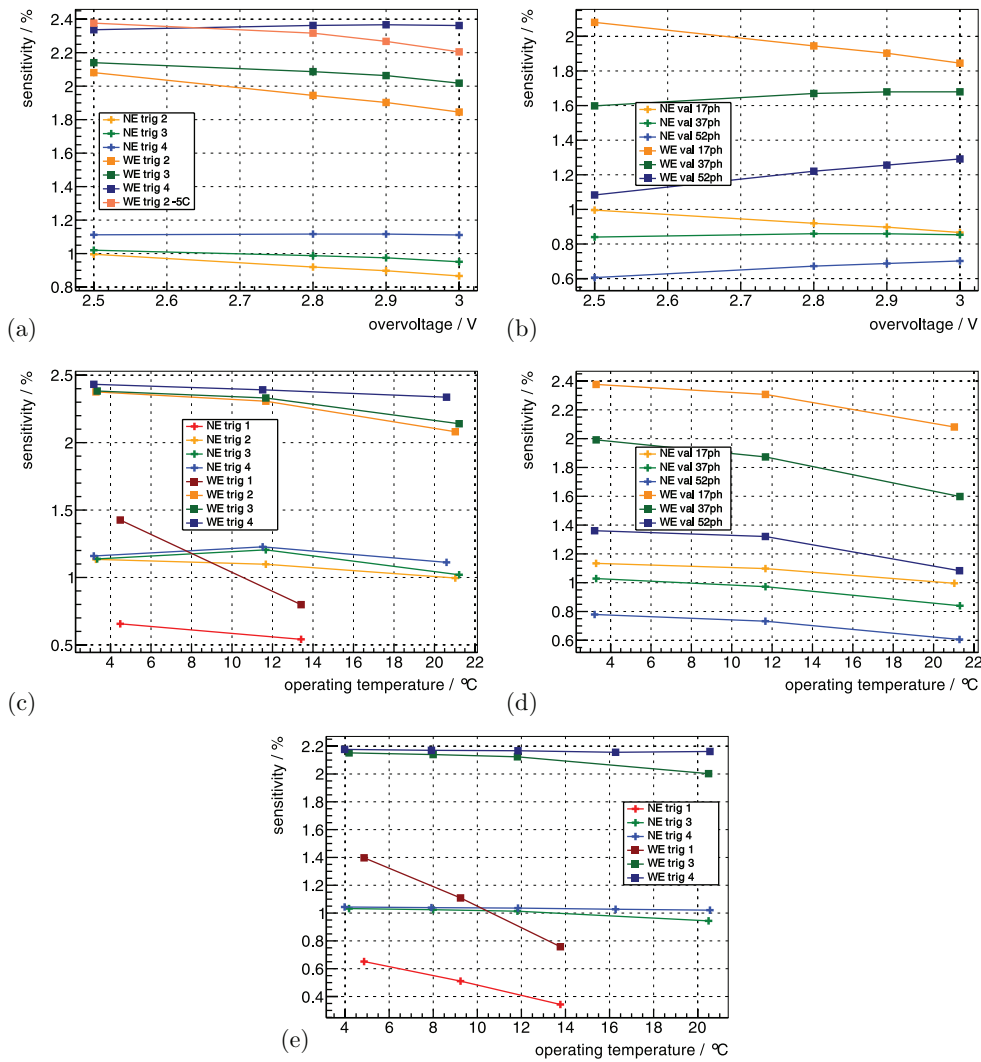 sensitivity / %
2.4
2.2
2
1.8
1.6
1.4
1.2
1
0.8
NE trig 2
NE trig 3
NE trig 4
WE trig 2
WE trig 3
WE trig 4
WE trig 2 -5C
2.5 2.6 2.7 2.8 2.9 3
overvoltage / V
(a)
sensitivity / %
2
1.8
1.6
1.4
1.2
1
0.8
0.6
NE val 17ph
NE val 37ph
NE val 52ph
WE val 17ph
WE val 37ph
WE val 52ph
2.5 2.6 2.7 2.8 2.9 3
overvoltage / V
(b)
sensitivity / %
2.5
2
1.5
1
0.5
NE trig 1
NE trig 2
NE trig 3
NE trig 4
WE trig 1
WE trig 2
WE trig 3
WE trig 4
4 6 8 10 12 14 16 18 20 22
operating temperature / ºC
(c)
sensitivity / %
2.4
2.2
2
1.8
1.6
1.4
1.2
1
0.8
0.6
NE val 17ph
NE val 37ph
NE val 52ph
WE val 17ph
WE val 37ph
WE val 52ph
4 6 8 10 12 14 16 18 20 22
operating temperature / ºC
(d)
sensitivity / %
2.2
2
1.8
1.6
1.4
1.2
1
0.8
0.6
0.4
NE trig 1
NE trig 3
NE trig 4
WE trig 1
WE trig 3
WE trig 4
4 6 8 10 12 14 16 18 20
operating temperature / ºC
(e)